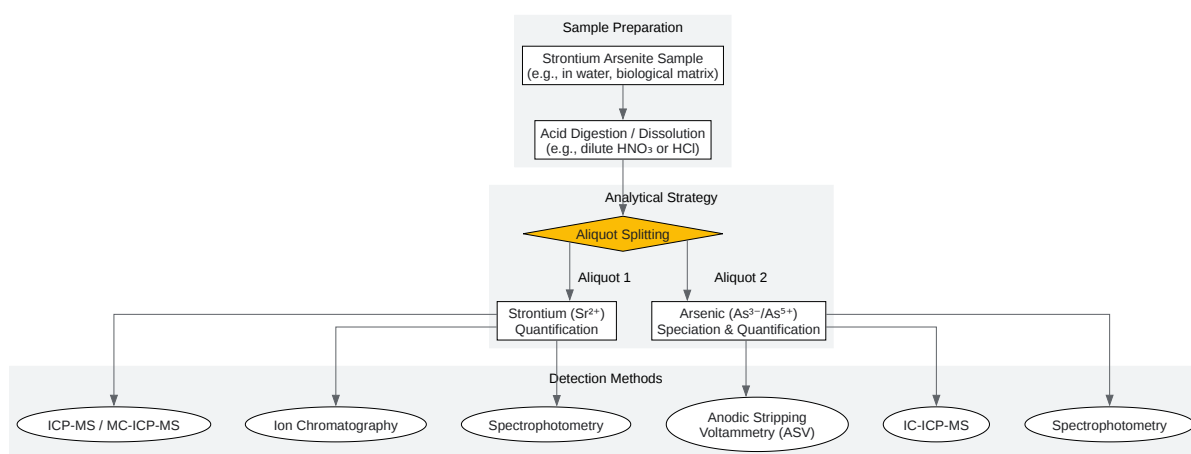 Sample Preparation
Strontium Arsenite Sample
(e.g., in water, biological matrix)
Acid Digestion / Dissolution
(e.g., dilute HNO₃ or HCl)
Analytical Strategy
Aliquot Splitting
Aliquot 1
Aliquot 2
Strontium (Sr²⁺)
Quantification
Arsenic (As³⁻/As⁵⁺)
Speciation & Quantification
Detection Methods
ICP-MS / MC-ICP-MS
Ion Chromatography
Spectrophotometry
Anodic Stripping
Voltammetry (ASV)
IC-ICP-MS
Spectrophotometry